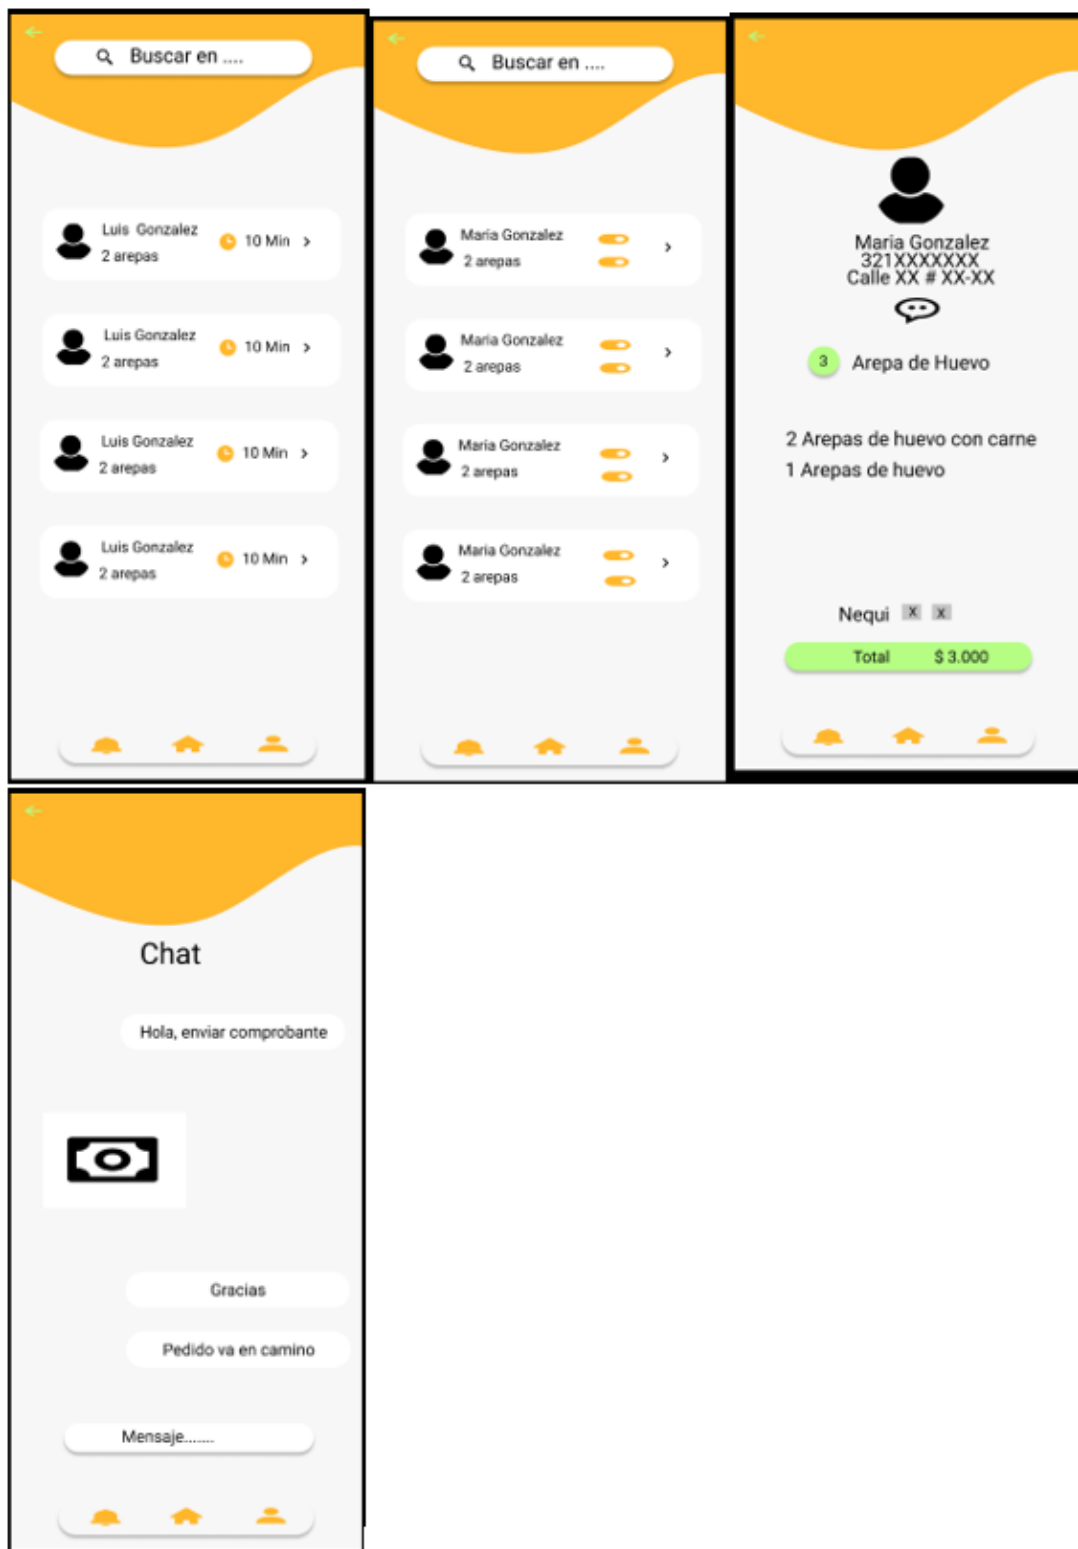 Buscar en ....
Luis Gonzalez
10 Min
2 arepas
Luis Gonzalez
10 Min
2 arepas
Luis Gonzalez
10 Min
2 arepas
Luis Gonzalez
10 Min
2 arepas
Buscar en ....
Maria Gonzalez
2 arepas
Maria Gonzalez
2 arepas
Maria Gonzalez
2 arepas
Maria Gonzalez
2 arepas
Maria Gonzalez
321XXXXXXX
Calle XX # XX-XX
3 Arepa de Huevo
2 Arepas de huevo con carne
1 Arepas de huevo
Nequi X X
Total $ 3.000
Chat
Hola, enviar comprobante
Gracias
Pedido va en camino
Mensaje.......